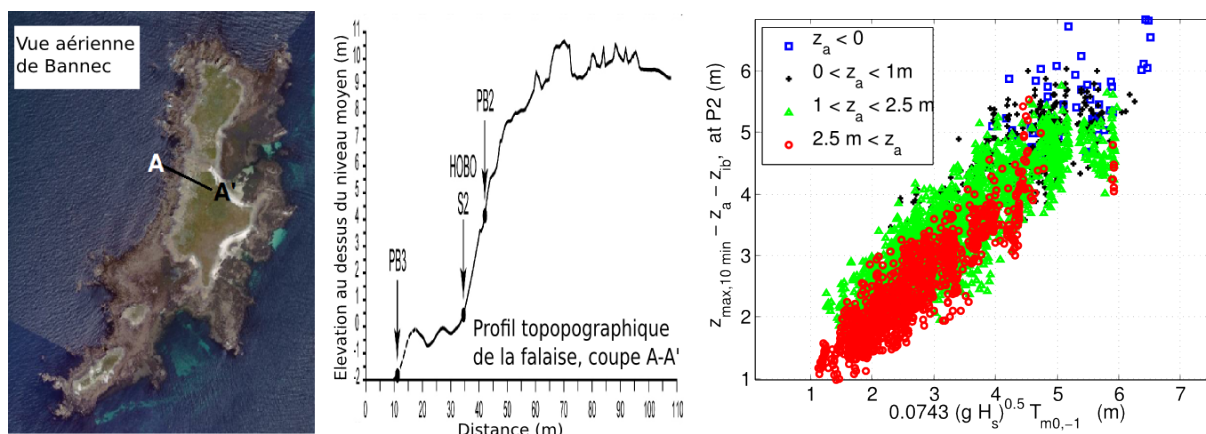 Vue aérienne
de Bannec
A
A'
Elevation au dessus du niveau moyen (m)
11
10
9
8
7
6
5
4
3
2
1
0
-1
-2
PB3
HOBO
S2
PB2
Profil topopographique
de la falaise, coupe A-A'
0 10 20 30 40 50 60 70 80 90 100 110
Distance (m)
z_max,10 min − z_a − z_ib, at P2 (m)
6
5
4
3
2
1
z_a < 0
0 < z_a < 1m
1 < z_a < 2.5 m
2.5 m < z_a
1 2 3 4 5 6 7
0.0743 (g H_s)^0.5 T_m0,-1 (m)